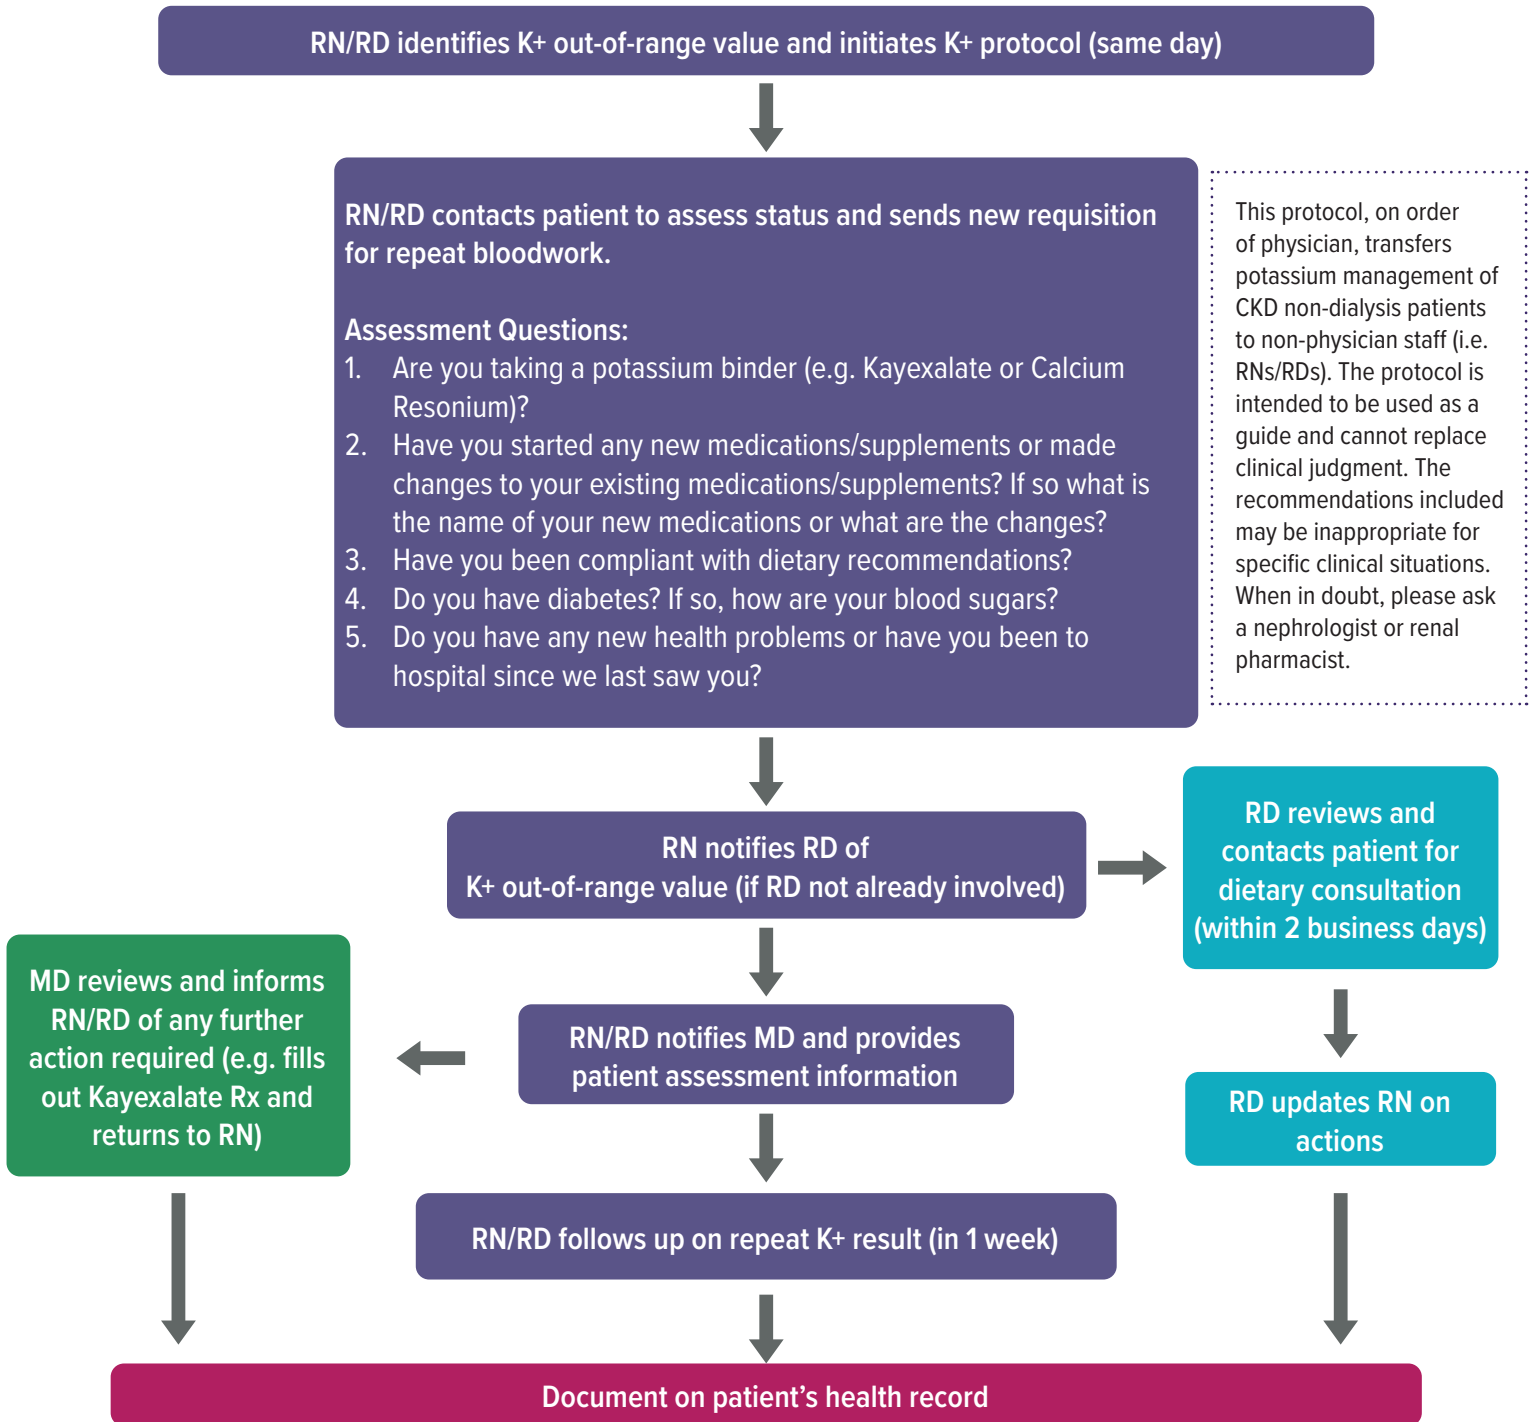 RN/RD identifies K+ out-of-range value and initiates K+ protocol (same day)
RN/RD contacts patient to assess status and sends new requisition
for repeat bloodwork.
Assessment Questions:
1. Are you taking a potassium binder (e.g. Kayexalate or Calcium
Resonium)?
2. Have you started any new medications/supplements or made
changes to your existing medications/supplements? If so what is
the name of your new medications or what are the changes?
3. Have you been compliant with dietary recommendations?
4. Do you have diabetes? If so, how are your blood sugars?
5. Do you have any new health problems or have you been to
hospital since we last saw you?
This protocol, on order
of physician, transfers
potassium management of
CKD non-dialysis patients
to non-physician staff (i.e.
RNs/RDs). The protocol is
intended to be used as a
guide and cannot replace
clinical judgment. The
recommendations included
may be inappropriate for
specific clinical situations.
When in doubt, please ask
a nephrologist or renal
pharmacist.
RN notifies RD of
K+ out-of-range value (if RD not already involved)
RD reviews and
contacts patient for
dietary consultation
(within 2 business days)
MD reviews and informs
RN/RD of any further
action required (e.g. fills
out Kayexalate Rx and
returns to RN)
RN/RD notifies MD and provides
patient assessment information
RD updates RN on
actions
RN/RD follows up on repeat K+ result (in 1 week)
Document on patient's health record